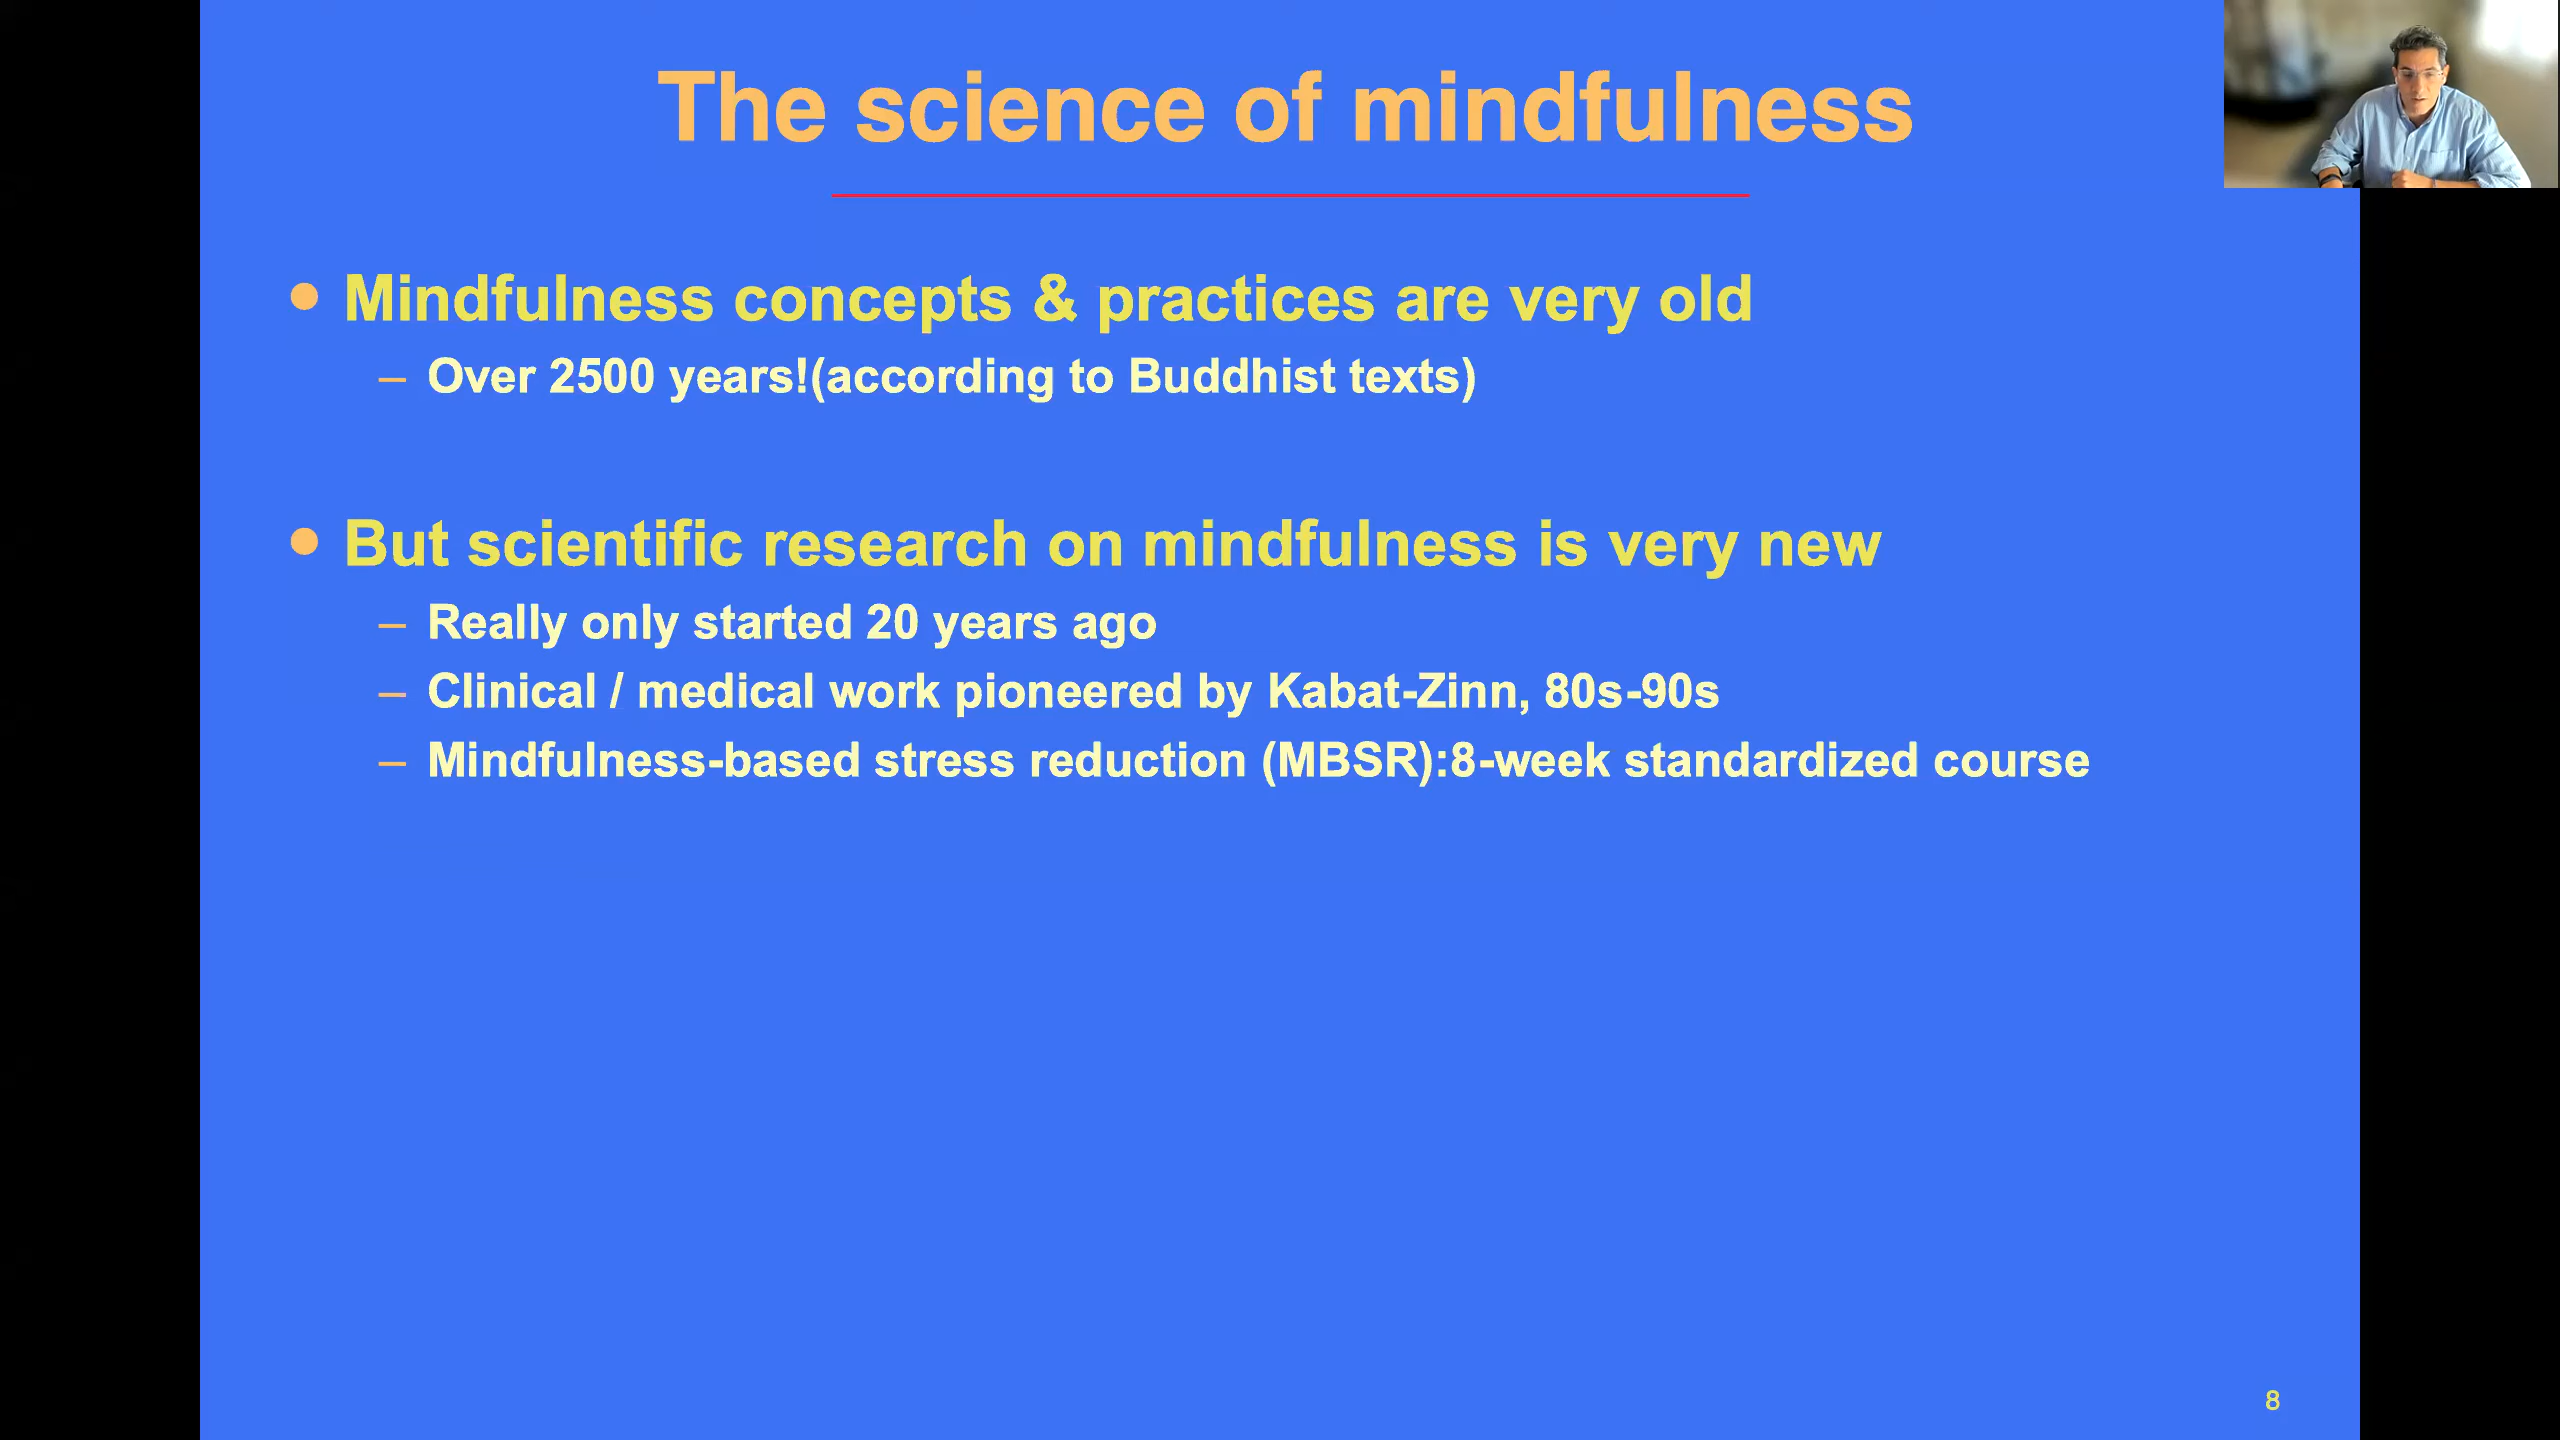 The science of mindfulness
• Mindfulness concepts & practices are very old
– Over 2500 years!(according to Buddhist texts)
• But scientific research on mindfulness is very new
– Really only started 20 years ago
– Clinical / medical work pioneered by Kabat-Zinn, 80s-90s
– Mindfulness-based stress reduction (MBSR):8-week standardized course
8